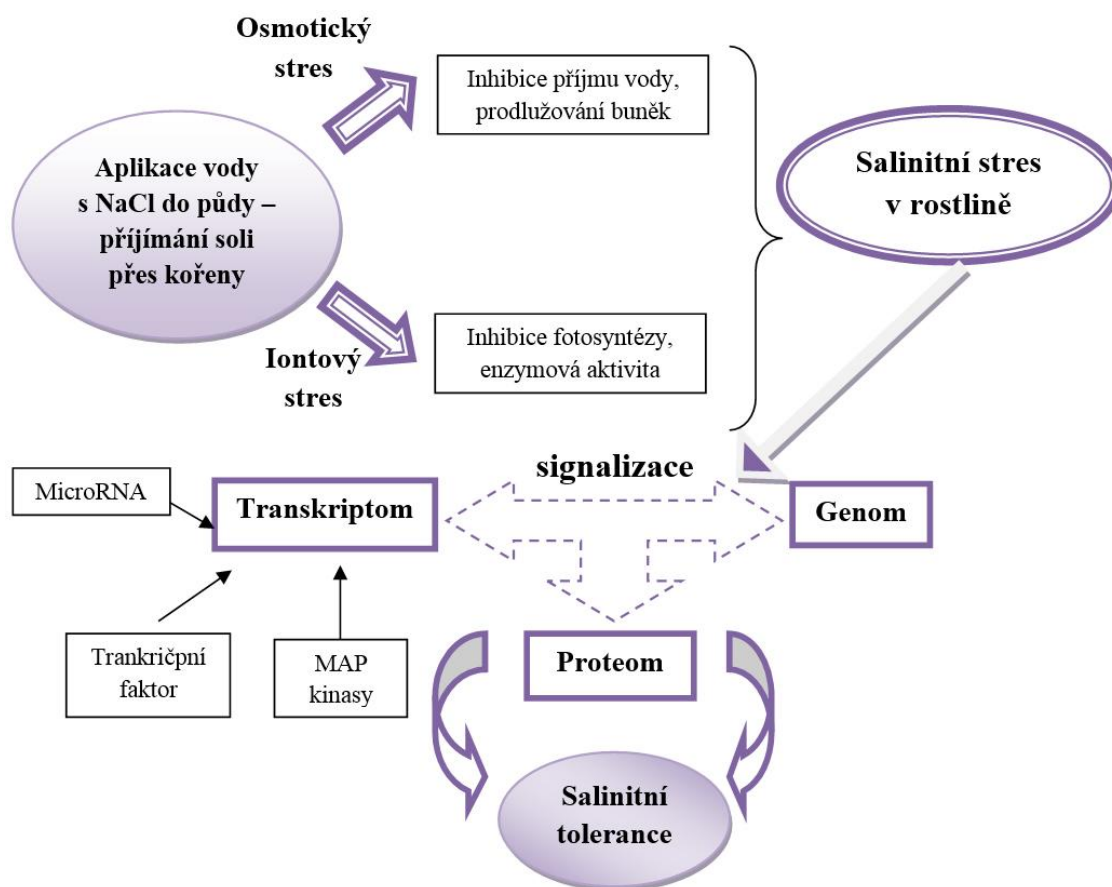 Osmotický
stres
Inhibice příjmu vody,
prodlužování buněk
Aplikace vody
s NaCl do půdy –
příjímání soli
přes kořeny
Salinitní stres
v rostlině
Iontový
stres
Inhibice fotosyntézy,
enzymová aktivita
signalizace
MicroRNA
Transkriptom
Genom
Trankričpní
faktor
MAP
kinasy
Proteom
Salinitní
tolerance